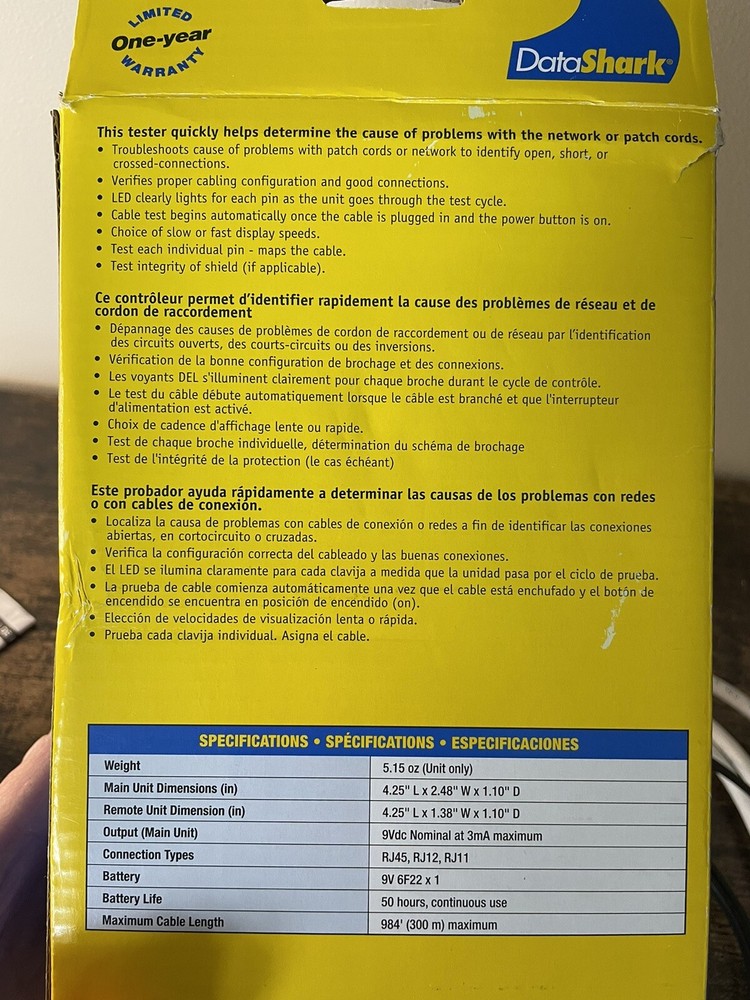 LIMITED
One-year
WARRANTY
DataShark®
This tester quickly helps determine the cause of problems with the network or patch cords.
• Troubleshoots cause of problems with patch cords or network to identify open, short, or
crossed-connections.
• Verifies proper cabling configuration and good connections.
• LED clearly lights for each pin as the unit goes through the test cycle.
• Cable test begins automatically once the cable is plugged in and the power button is on.
• Choice of slow or fast display speeds.
• Test each individual pin - maps the cable.
• Test integrity of shield (if applicable).
Ce contrôleur permet d'identifier rapidement la cause des problèmes de réseau et de
cordon de raccordement
• Dépannage des causes de problèmes de cordon de raccordement ou de réseau par l'identification
des circuits ouverts, des courts-circuits ou des inversions.
• Vérification de la bonne configuration de brochage et des connexions.
• Les voyants DEL s'illuminent clairement pour chaque broche durant le cycle de contrôle.
• Le test du câble débute automatiquement lorsque le câble est branché et que l'interrupteur
d'alimentation est activé.
• Choix de cadence d'affichage lente ou rapide.
• Test de chaque broche individuelle, détermination du schéma de brochage
• Test de l'intégrité de la protection (le cas échéant)
Este probador ayuda rápidamente a determinar las causas de los problemas con redes
o con cables de conexión.
• Localiza la causa de problemas con cables de conexión o redes a fin de identificar las conexiones
abiertas, en cortocircuito o cruzadas.
• Verifica la configuración correcta del cableado y las buenas conexiones.
• El LED se ilumina claramente para cada clavija a medida que la unidad pasa por el ciclo de prueba.
• La prueba de cable comienza automáticamente una vez que el cable está enchufado y el botón de
encendido se encuentra en posición de encendido (on).
• Elección de velocidades de visualización lenta o rápida.
• Prueba cada clavija individual. Asigna el cable.
SPECIFICATIONS • SPÉCIFICATIONS • ESPECIFICACIONES
Weight 5.15 oz (Unit only)
Main Unit Dimensions (in) 4.25" L x 2.48" W x 1.10" D
Remote Unit Dimension (in) 4.25" L x 1.38" W x 1.10" D
Output (Main Unit) 9Vdc Nominal at 3mA maximum
Connection Types RJ45, RJ12, RJ11
Battery 9V 6F22 x 1
Battery Life 50 hours, continuous use
Maximum Cable Length 984' (300 m) maximum